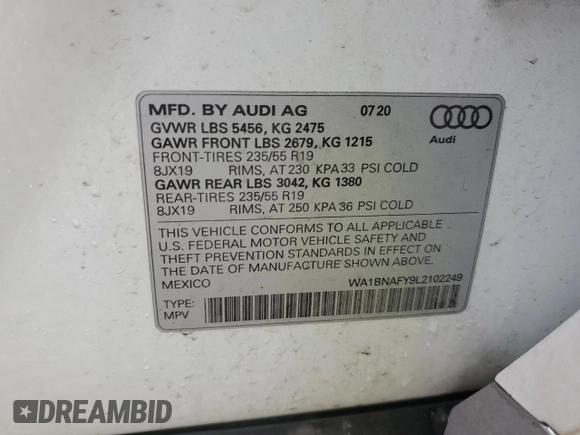 MFD. BY AUDI AG 07 20
GVWR LBS 5456, KG 2475
GAWR FRONT LBS 2679, KG 1215
FRONT-TIRES 235/55 R19
8JX19 RIMS, AT 230 KPA 33 PSI COLD
GAWR REAR LBS 3042, KG 1380
REAR-TIRES 235/55 R19
8JX19 RIMS, AT 250 KPA 36 PSI COLD
Audi
THIS VEHICLE CONFORMS TO ALL APPLICABLE
U.S. FEDERAL MOTOR VEHICLE SAFETY AND
THEFT PREVENTION STANDARDS IN EFFECT ON
THE DATE OF MANUFACTURE SHOWN ABOVE.
MEXICO WA1BNAFY9L2102249
TYPE:
MPV
DREAMBID